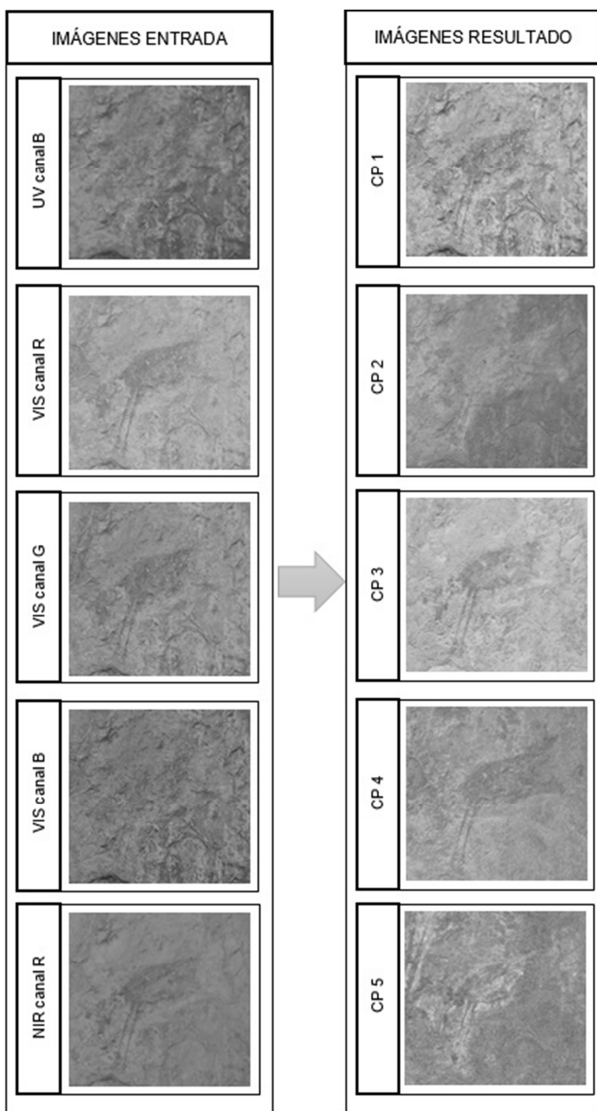 IMÁGENES ENTRADA
UV canal B
VIS canal R
VIS canal G
VIS canal B
NIR canal R
IMÁGENES RESULTADO
CP 1
CP 2
CP 3
CP 4
CP 5